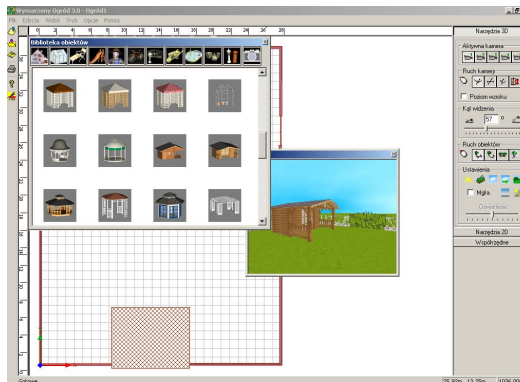 Wymarzony Ogród 3.0 - Ogród1
Plik Edycja Widok Tryb Opcje Pomoc
Biblioteka obiektów
Narzędzia 3D
Aktywna kamera
Ruch kamery
Poziom wzroku
Kąt widzenia
57 °
Ruch obiektów
Ustawienia
Mgła
Oświetlenie
Narzędzia 2D
Współrzędne
Gotowe